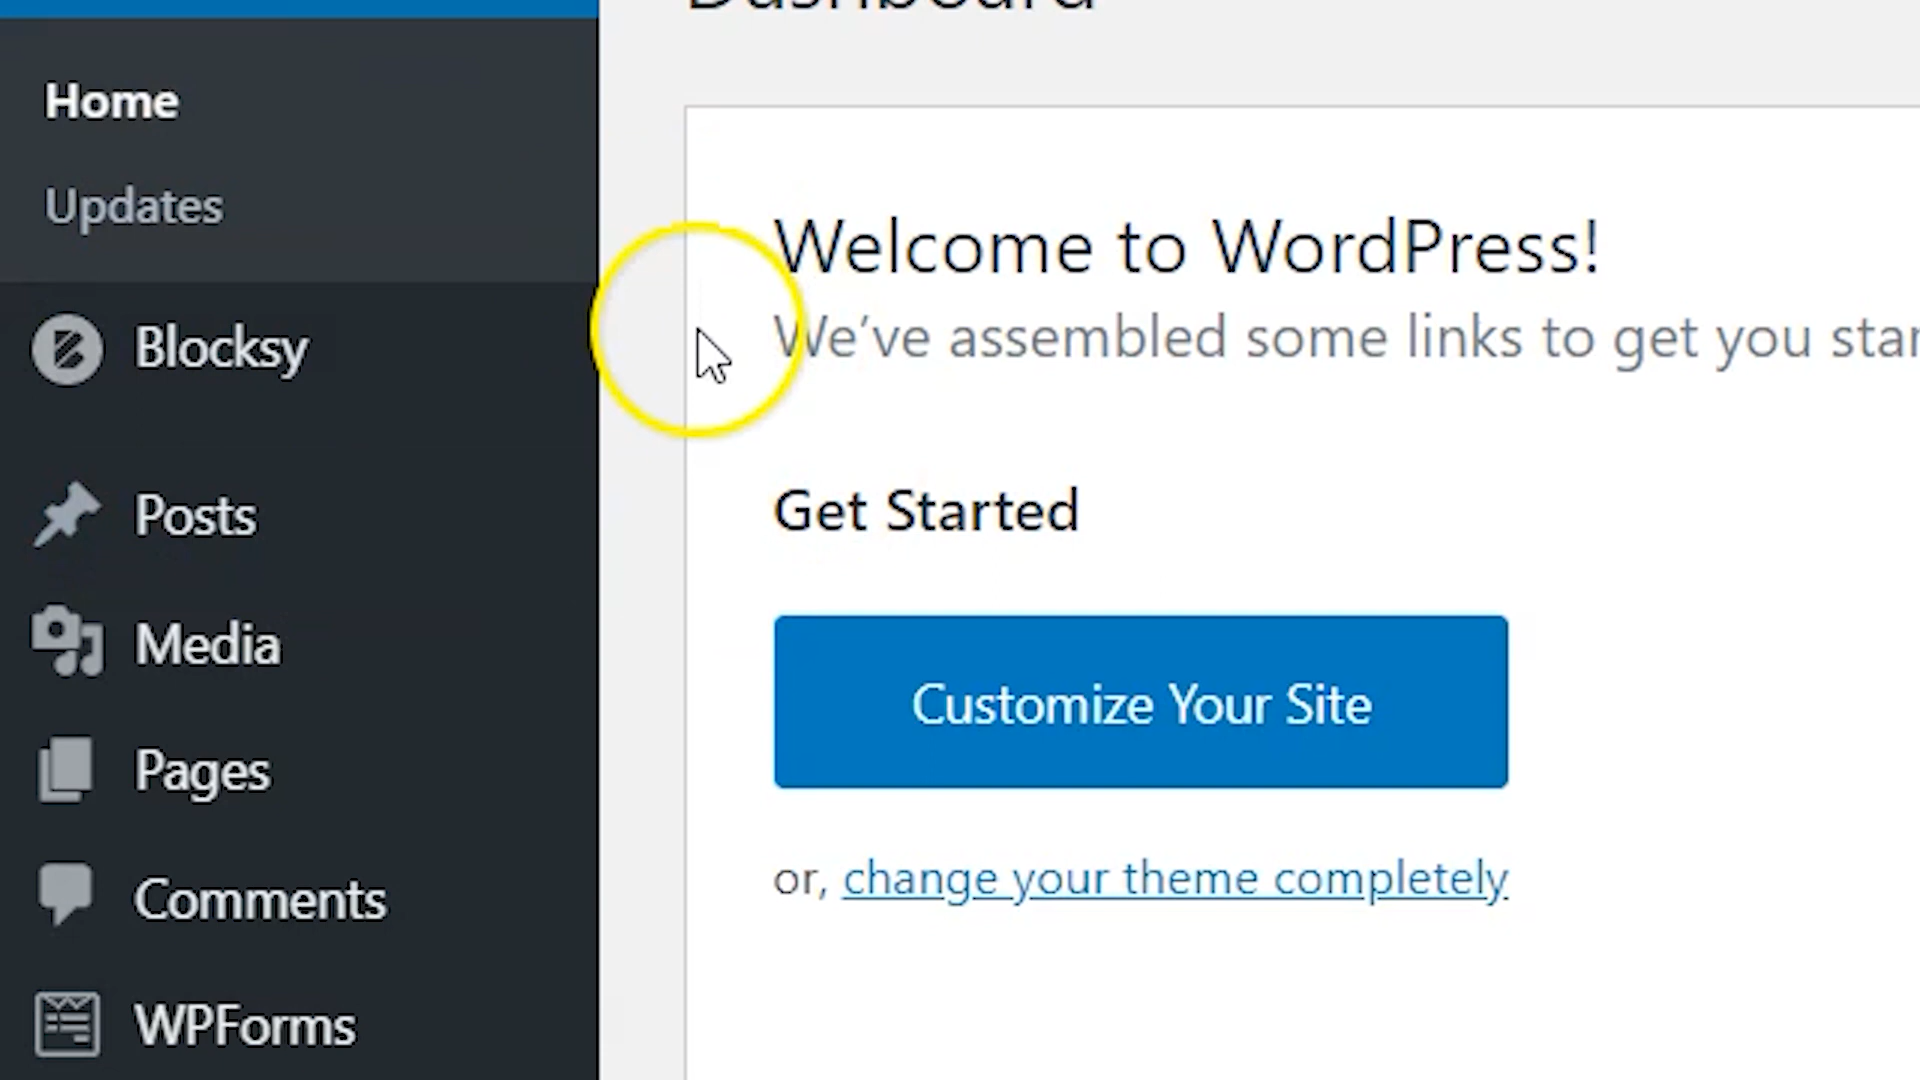 Dashboard
Home
Updates
Blocksy
Posts
Media
Pages
Comments
WPForms
Welcome to WordPress!
We've assembled some links to get you star
Get Started
Customize Your Site
or, change your theme completely